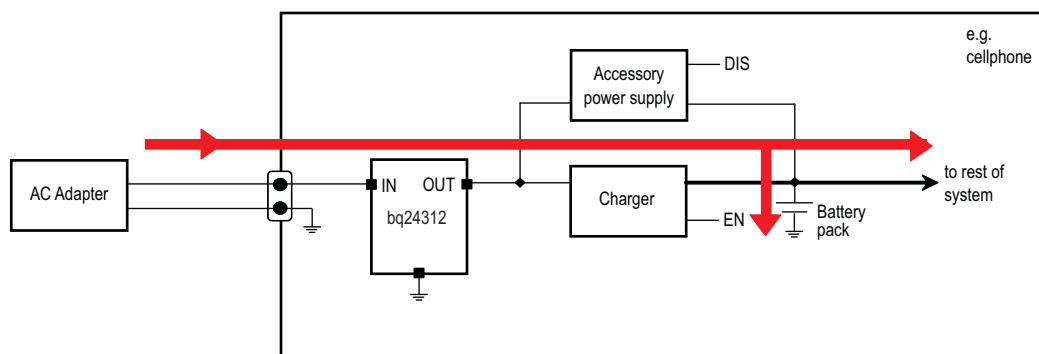 e.g.
cellphone
Accessory
power supply
DIS
AC Adapter
IN
OUT
bq24312
Charger
EN
to rest of
system
Battery
pack